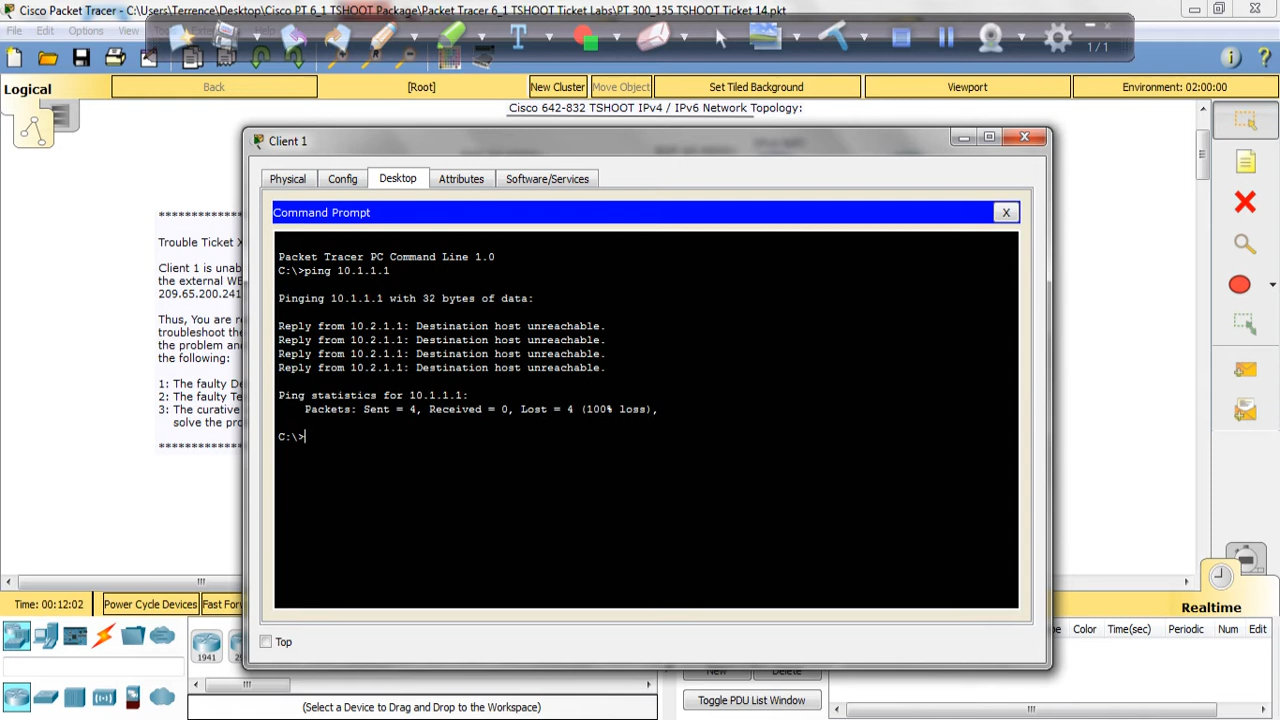 Cisco Packet Tracer - C:\Users\Terrence\Desktop\Cisco PT 6_1 TSHOOT Package\Packet Tracer 6_1 TSHOOT Ticket Labs\PT 300_135 TSHOOT Ticket 14.pkt
File Edit Options View
1/1
Logical
Back
[Root]
New Cluster
Move Object
Set Tiled Background
Viewport
Environment: 02:00:00
Cisco 642-832 TSHOOT IPv4 / IPv6 Network Topology:
Client 1
Physical
Config
Desktop
Attributes
Software/Services
Command Prompt
X
Packet Tracer PC Command Line 1.0
C:\>ping 10.1.1.1
Pinging 10.1.1.1 with 32 bytes of data:
Reply from 10.2.1.1: Destination host unreachable.
Reply from 10.2.1.1: Destination host unreachable.
Reply from 10.2.1.1: Destination host unreachable.
Reply from 10.2.1.1: Destination host unreachable.
Ping statistics for 10.1.1.1:
Packets: Sent = 4, Received = 0, Lost = 4 (100% loss),
C:\>
Top
Trouble Ticket
Client 1 is
the external
209.65.200.241
Thus, You are
troubleshoot
the problem
the following:
1: The faulty
2: The faulty
3: The curative
solve the
Time: 00:12:02
Power Cycle Devices
Fast
Realtime
1941
New
Delete
Color Time(sec) Periodic Num Edit
(Select a Device to Drag and Drop to the Workspace)
Toggle PDU List Window